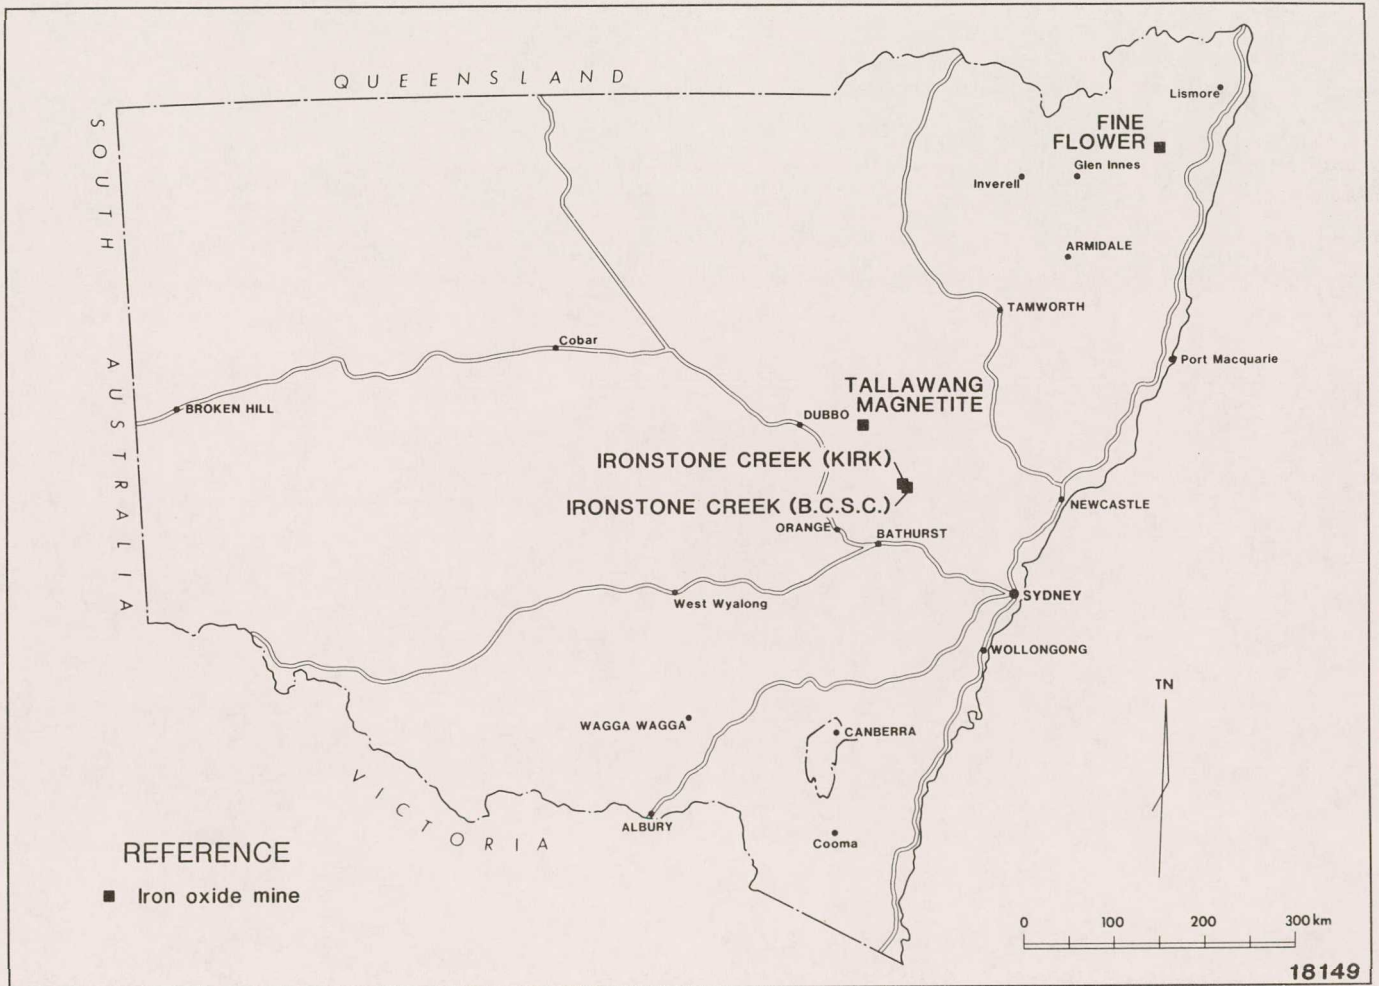 QUEENSLAND
SOUTH AUSTRALIA
Lismore
FINE
FLOWER
Glen Innes
Inverell
ARMIDALE
TAMWORTH
Cobar
Port Macquarie
TALLAWANG
MAGNETITE
BROKEN HILL
DUBBO
IRONSTONE CREEK (KIRK)
IRONSTONE CREEK (B.C.S.C.)
NEWCASTLE
ORANGE
BATHURST
SYDNEY
West Wyalong
WOLLONGONG
TN
WAGGA WAGGA
CANBERRA
VICTORIA
ALBURY
Cooma
REFERENCE
Iron oxide mine
0 100 200 300 km
18149